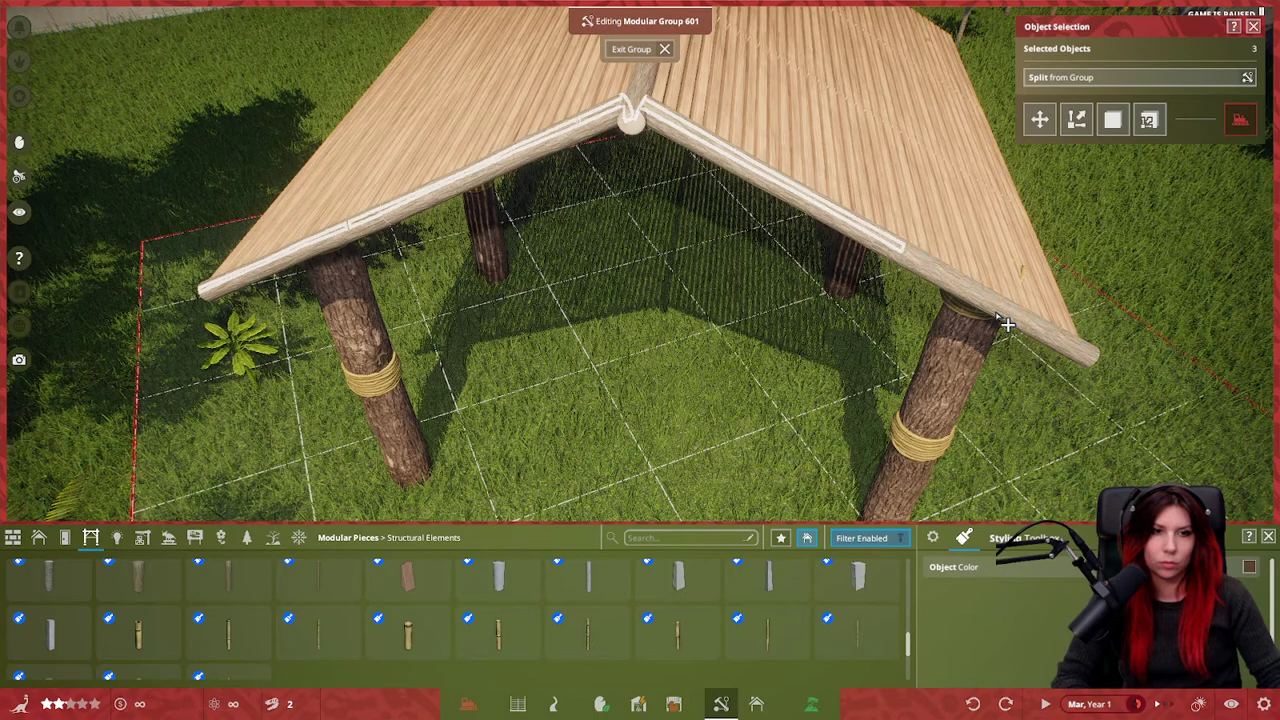 GAME IS PAUSED
Editing Modular Group 601
Exit Group
Object Selection
?
Selected Objects 3
Split from Group
?
Modular Pieces > Structural Elements
Search...
Filter Enabled
?
Object Color
2
Mar, Year 1